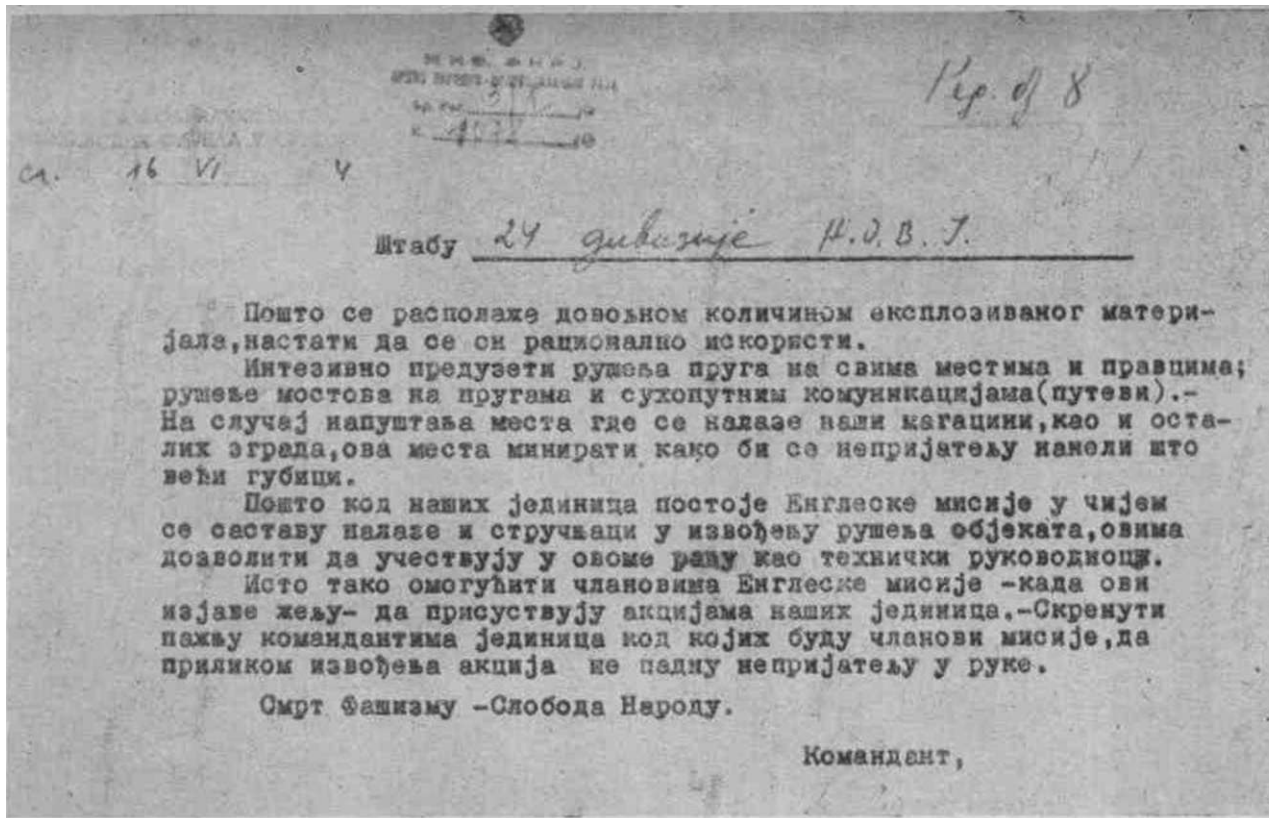 16 VI 4
Штабу 24 дивизије Н.О.В.Ј.
Пошто се располаже довољном количином експлозиваног матери-
јала,настати да се он рационално искористи.
Интезивно предузети рушења пруга на свима местима и правцима;
рушење мостова на пругама и сухопутним комуникацијама(путеви).-
На случај напуштања места где се налазе наши магацини,као и оста-
лих зграда,ова места минирати како би се непријатељу нанели што
већи губици.
Пошто код наших јединица постоје Енглеске мисије у чијем
се саставу налазе и стручњаци у извођењу рушења објеката,овима
дозволити да учествују у овоме раду као технички руководиоци.
Исто тако омогућити члановима Енглеске мисије -када ови
изјаве жељу- да присуствују акцијама наших јединица.-Скренути
пажњу командантима јединица код којих буду чланови мисије,да
приликом извођења акција не падну непријатељу у руке.
Смрт Фашизму -Слобода Народу.
Командант,